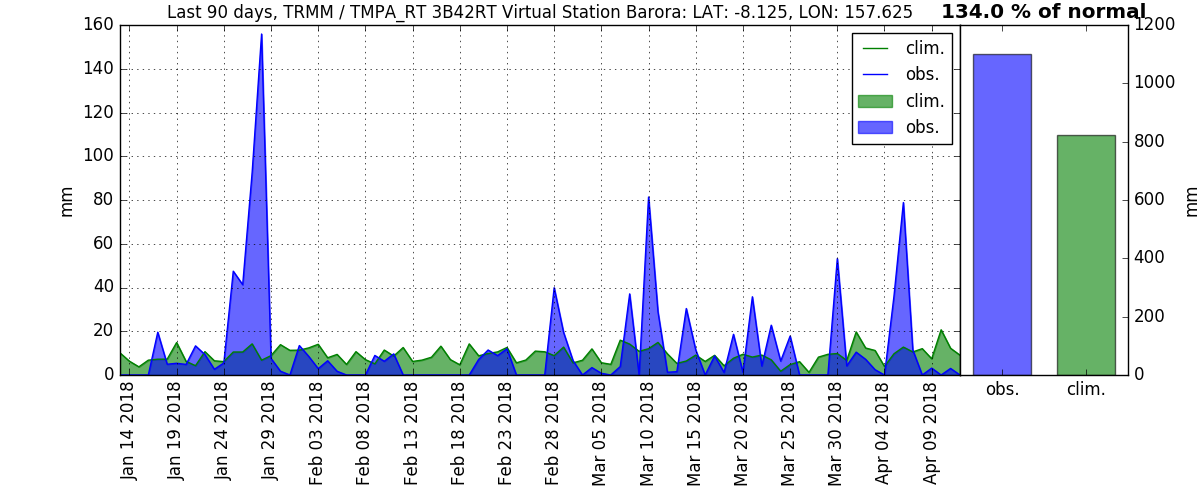 Last 90 days, TRMM / TMPA_RT 3B42RT Virtual Station Barora: LAT: -8.125, LON: 157.625
134.0 % of normal
160
140
120
100
80
60
40
20
0
mm
clim.
obs.
clim.
obs.
Jan 14 2018
Jan 19 2018
Jan 24 2018
Jan 29 2018
Feb 03 2018
Feb 08 2018
Feb 13 2018
Feb 18 2018
Feb 23 2018
Feb 28 2018
Mar 05 2018
Mar 10 2018
Mar 15 2018
Mar 20 2018
Mar 25 2018
Mar 30 2018
Apr 04 2018
Apr 09 2018
1200
1000
800
600
400
200
0
mm
obs.
clim.